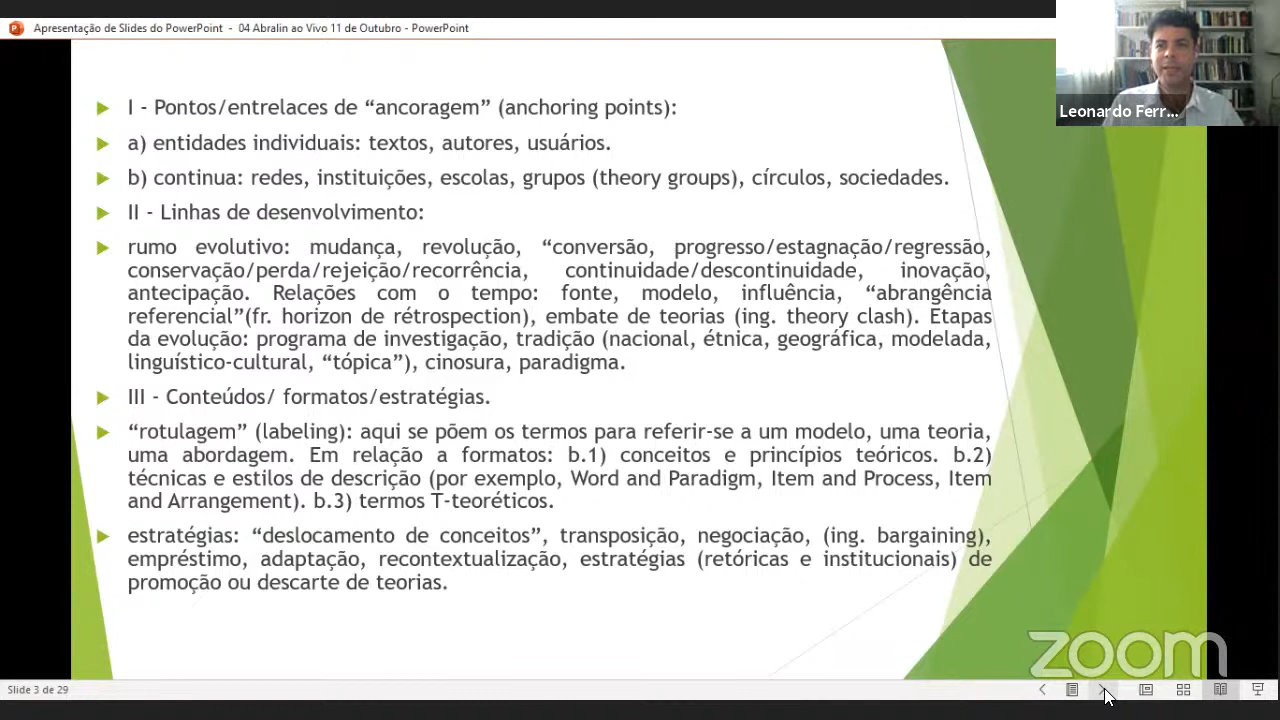 Apresentação de Slides do PowerPoint - 04 Abralin ao Vivo 11 de Outubro - PowerPoint
Leonardo Ferr...
I - Pontos/entrelaces de “ancoragem” (anchoring points):
a) entidades individuais: textos, autores, usuários.
b) continua: redes, instituições, escolas, grupos (theory groups), círculos, sociedades.
II - Linhas de desenvolvimento:
rumo evolutivo: mudança, revolução, “conversão, progresso/estagnação/regressão,
conservação/perda/rejeição/recorrência, continuidade/descontinuidade, inovação,
antecipação. Relações com o tempo: fonte, modelo, influência, “abrangência
referencial”(fr. horizon de rétrospection), embate de teorias (ing. theory clash). Etapas
da evolução: programa de investigação, tradição (nacional, étnica, geográfica, modelada,
linguístico-cultural, “tópica”), cinosura, paradigma.
III - Conteúdos/ formatos/estratégias.
“rotulagem” (labeling): aqui se põem os termos para referir-se a um modelo, uma teoria,
uma abordagem. Em relação a formatos: b.1) conceitos e princípios teóricos. b.2)
técnicas e estilos de descrição (por exemplo, Word and Paradigm, Item and Process, Item
and Arrangement). b.3) termos T-teoréticos.
estratégias: “deslocamento de conceitos”, transposição, negociação, (ing. bargaining),
empréstimo, adaptação, recontextualização, estratégias (retóricas e institucionais) de
promoção ou descarte de teorias.
zoom
Slide 3 de 29